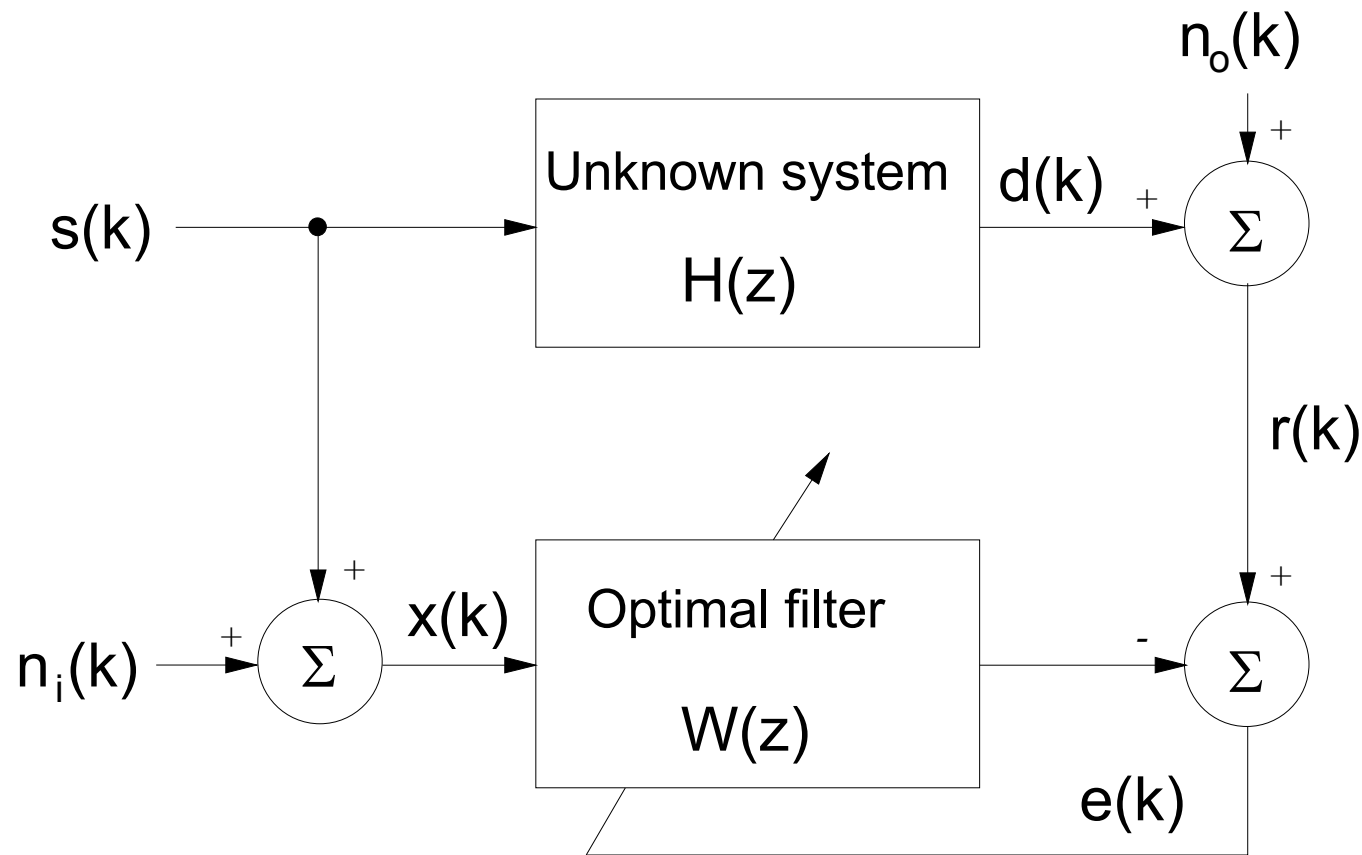 n_o(k)
+
Unknown system
d(k)
+
Σ
s(k)
H(z)
r(k)
+
+
x(k)
Optimal filter
+
-
n_i(k)
Σ
Σ
W(z)
e(k)